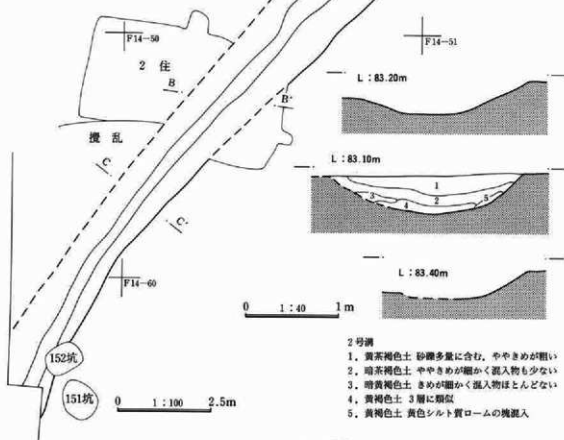 F14-50
F14-51
2 住
B
B'
L：83.20m
攪 乱
C
C'
L：83.10m
1
2
3
4
5
F14-60
L：83.40m
0 1：40 1m
152坑
151坑
0 1：100 2.5m
2号溝
1．黄茶褐色土 砂礫多量に含む，ややきめが粗い
2．暗茶褐色土 ややきめが細かく混入物も少ない
3．暗黄褐色土 きめが細かく混入物ほとんどない
4．黄褐色土 3層に類似
5．黄褐色土 黄色シルト質ロームの塊混入